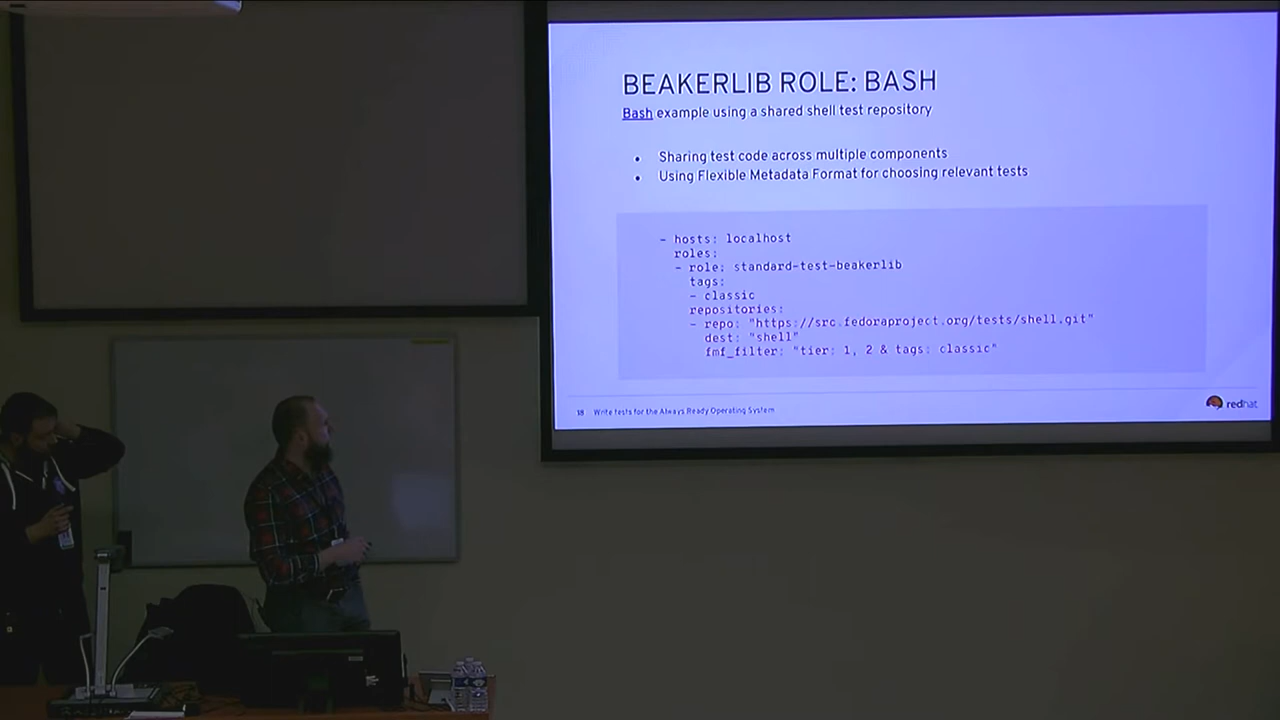 BEAKERLIB ROLE: BASH
Bash example using a shared shell test repository
• Sharing test code across multiple components
• Using Flexible Metadata Format for choosing relevant tests
- hosts: localhost
roles:
- role: standard-test-beakerlib
tags:
- classic
repositories:
- repo: "https://src.fedoraproject.org/tests/shell.git"
dest: "shell"
fmf_filter: "tier: 1, 2 & tags: classic"
18 Write tests for the Always Ready Operating System
redhat